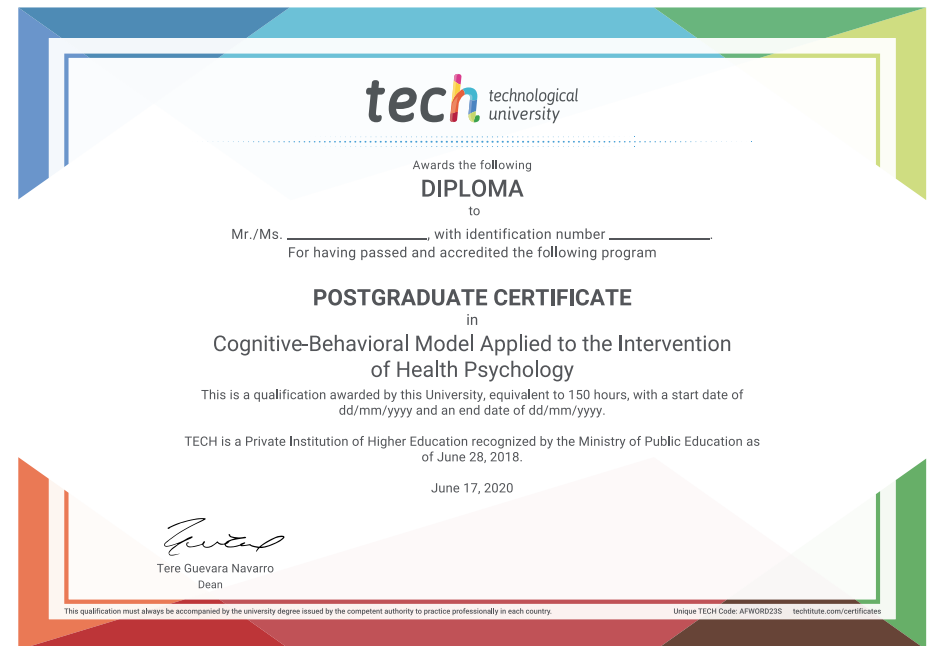 tech technological
university
Awards the following
DIPLOMA
to
Mr./Ms. ____________________, with identification number ______________.
For having passed and accredited the following program
POSTGRADUATE CERTIFICATE
in
Cognitive-Behavioral Model Applied to the Intervention
of Health Psychology
This is a qualification awarded by this University, equivalent to 150 hours, with a start date of
dd/mm/yyyy and an end date of dd/mm/yyyy.
TECH is a Private Institution of Higher Education recognized by the Ministry of Public Education as
of June 28, 2018.
June 17, 2020
Tere Guevara Navarro
Dean
This qualification must always be accompanied by the university degree issued by the competent authority to practice professionally in each country. Unique TECH Code: AFWORD23S techtitute.com/certificates